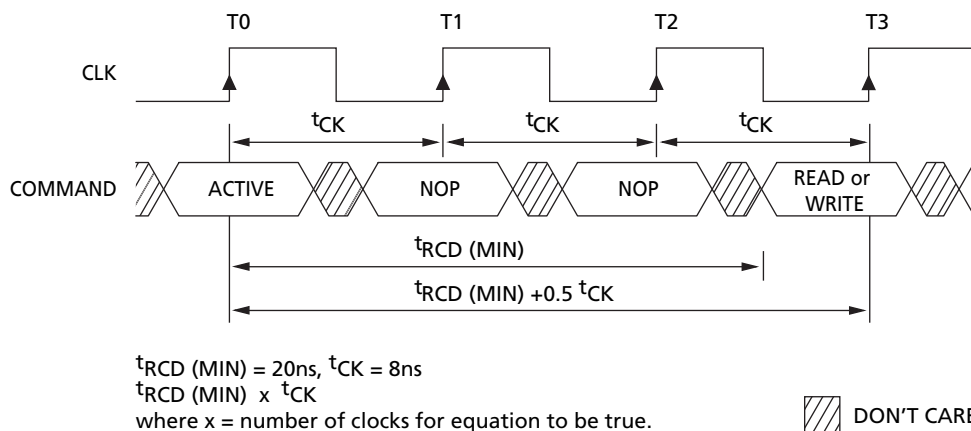 T0 T1 T2 T3
CLK
tCK tCK tCK
COMMAND ACTIVE NOP NOP READ or
WRITE
tRCD (MIN)
tRCD (MIN) +0.5 tCK
tRCD (MIN) = 20ns, tCK = 8ns
tRCD (MIN) x tCK
where x = number of clocks for equation to be true.
DON'T CARE